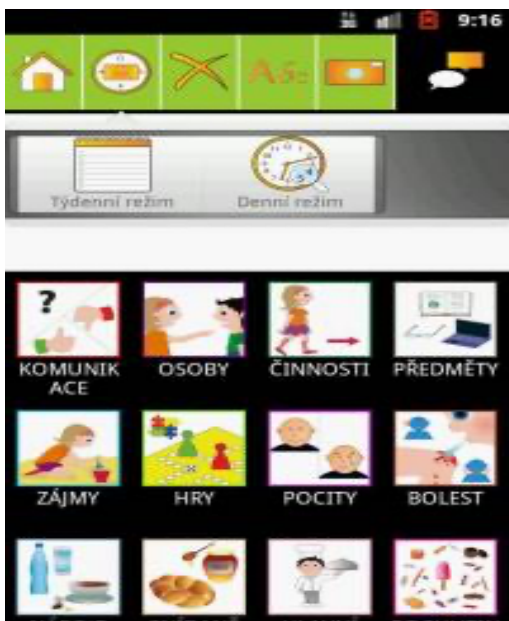 9:16
Týdenní režim
Denní režim
?
KOMUNIK
ACE
OSOBY
ČINNOSTI
PŘEDMĚTY
ZÁJMY
HRY
POCITY
BOLEST